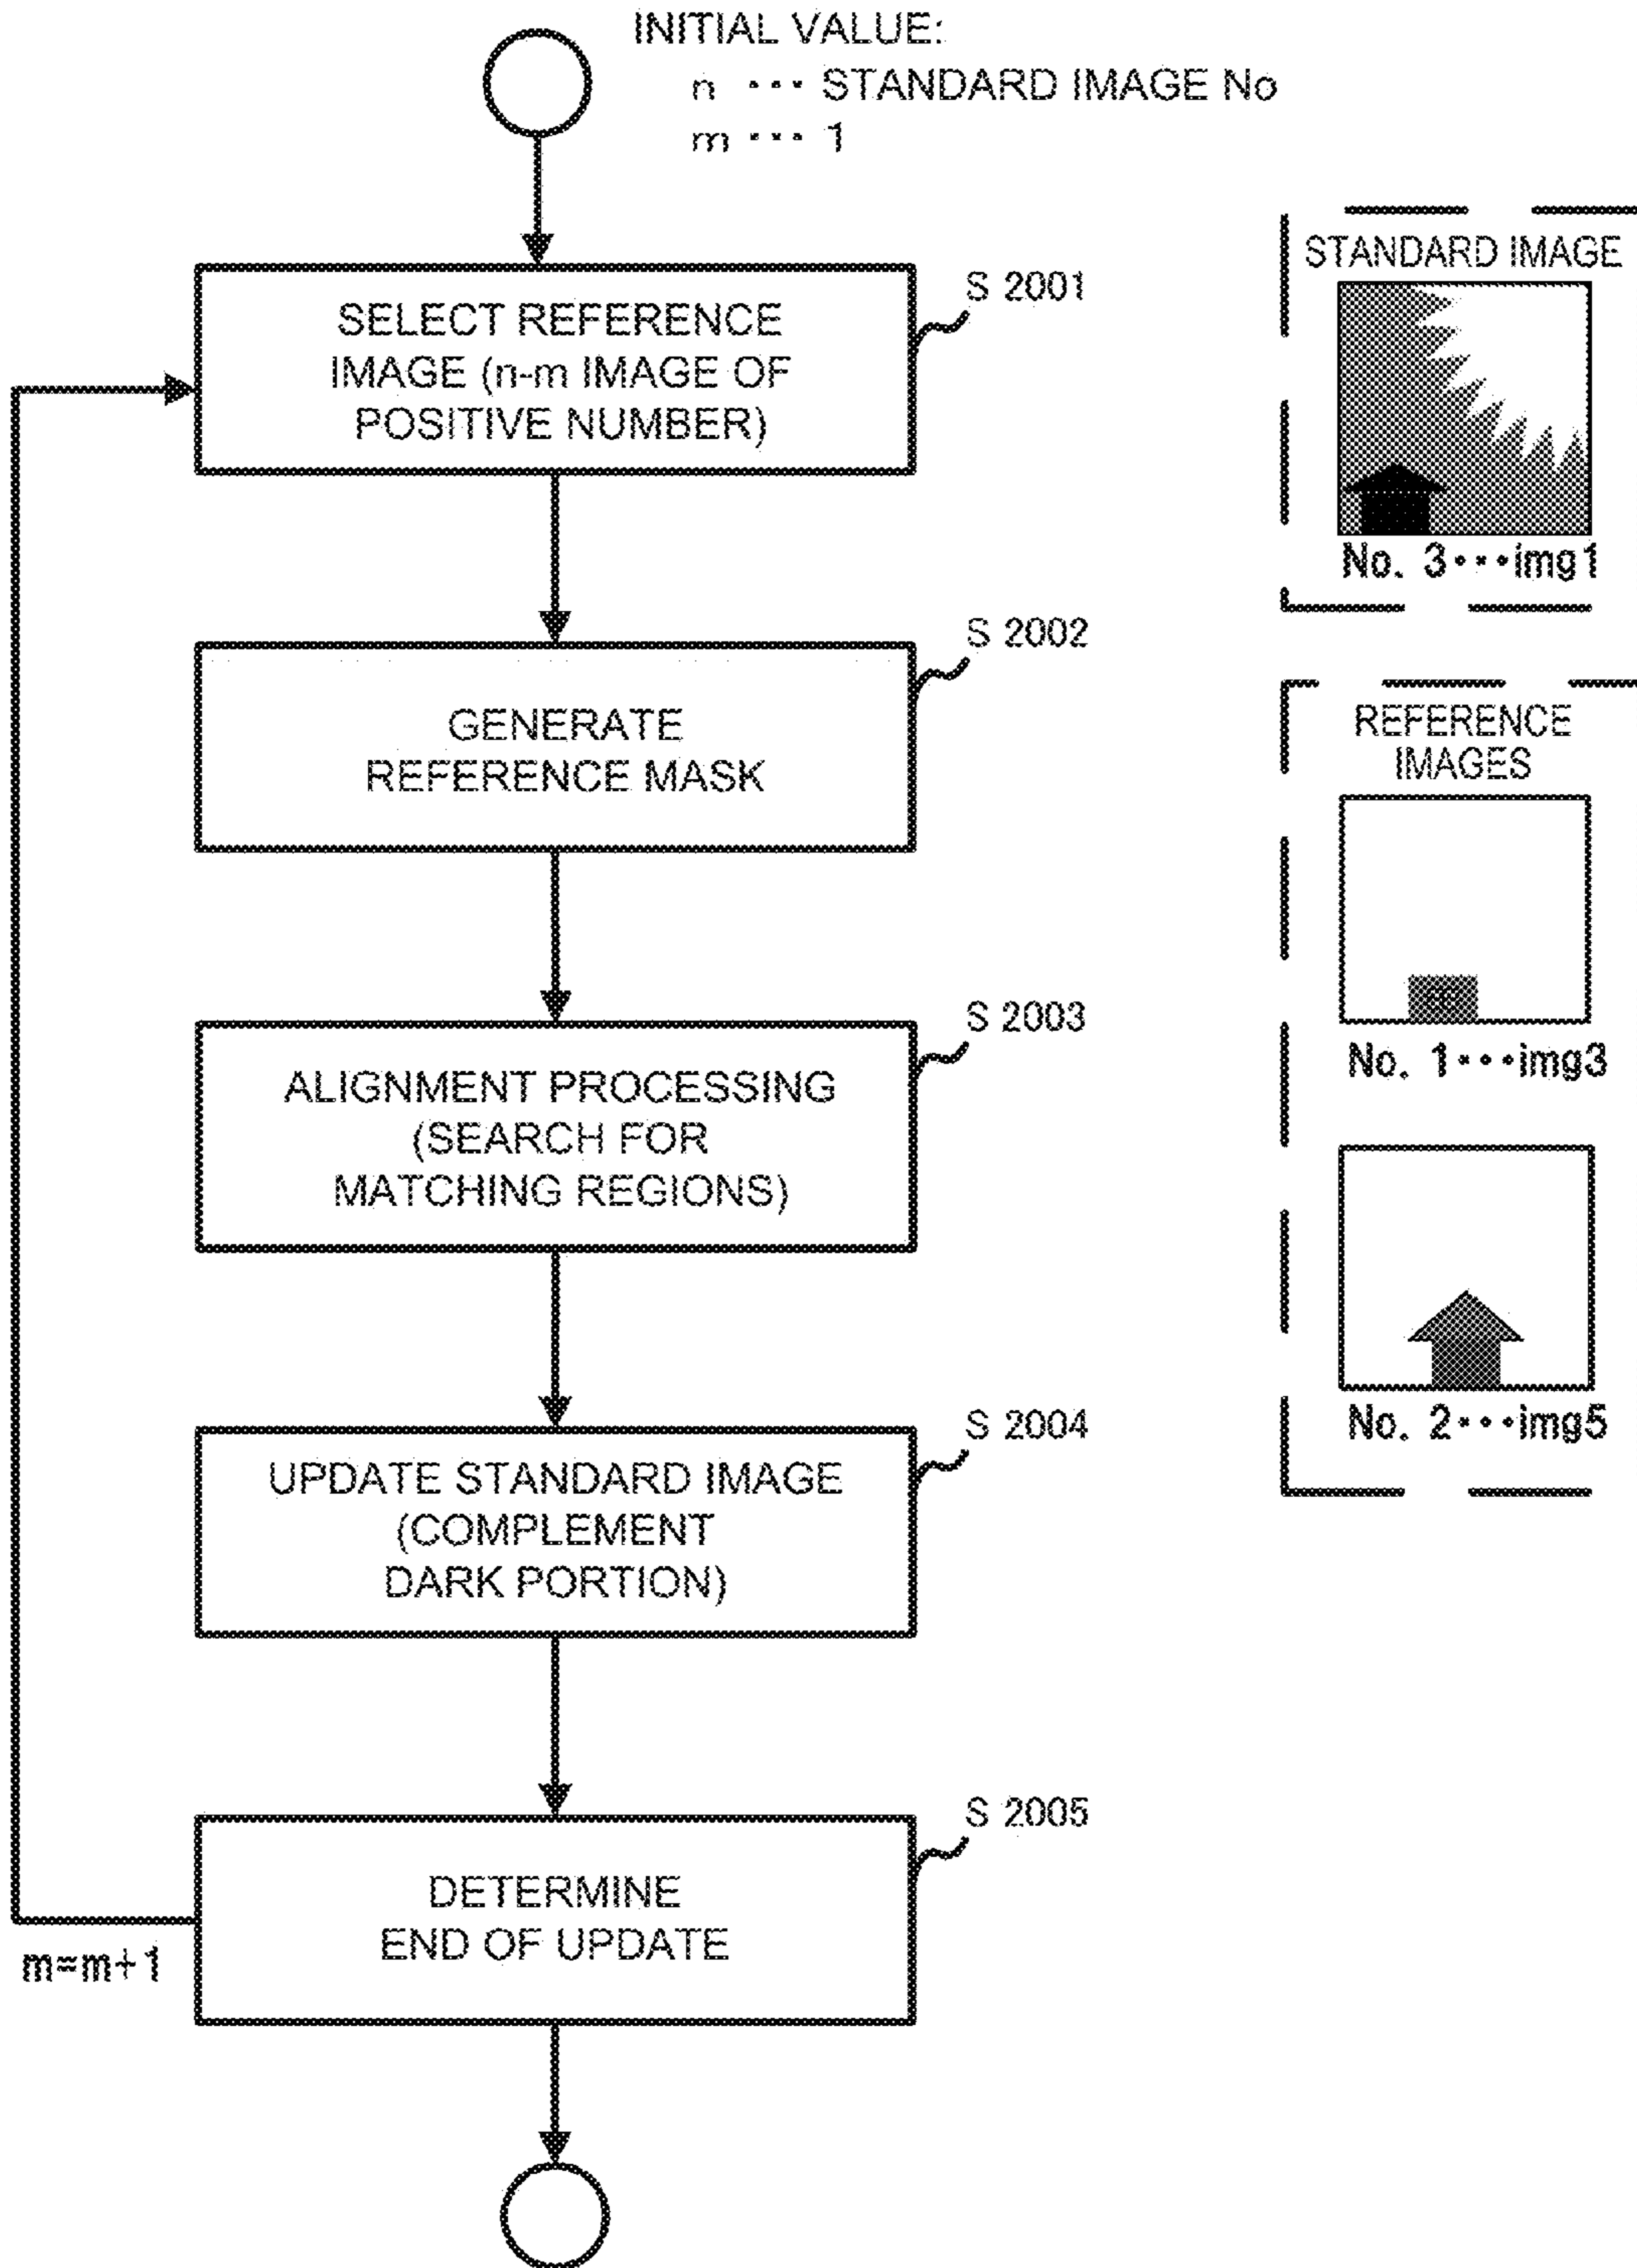 INITIAL VALUE:
n ··· STANDARD IMAGE No
m ··· 1
SELECT REFERENCE
IMAGE (n-m IMAGE OF
POSITIVE NUMBER)
S 2001
GENERATE
REFERENCE MASK
S 2002
ALIGNMENT PROCESSING
(SEARCH FOR
MATCHING REGIONS)
S 2003
UPDATE STANDARD IMAGE
(COMPLEMENT
DARK PORTION)
S 2004
DETERMINE
END OF UPDATE
S 2005
m=m+1
STANDARD IMAGE
No. 3···img1
REFERENCE
IMAGES
No. 1···img3
No. 2···img5